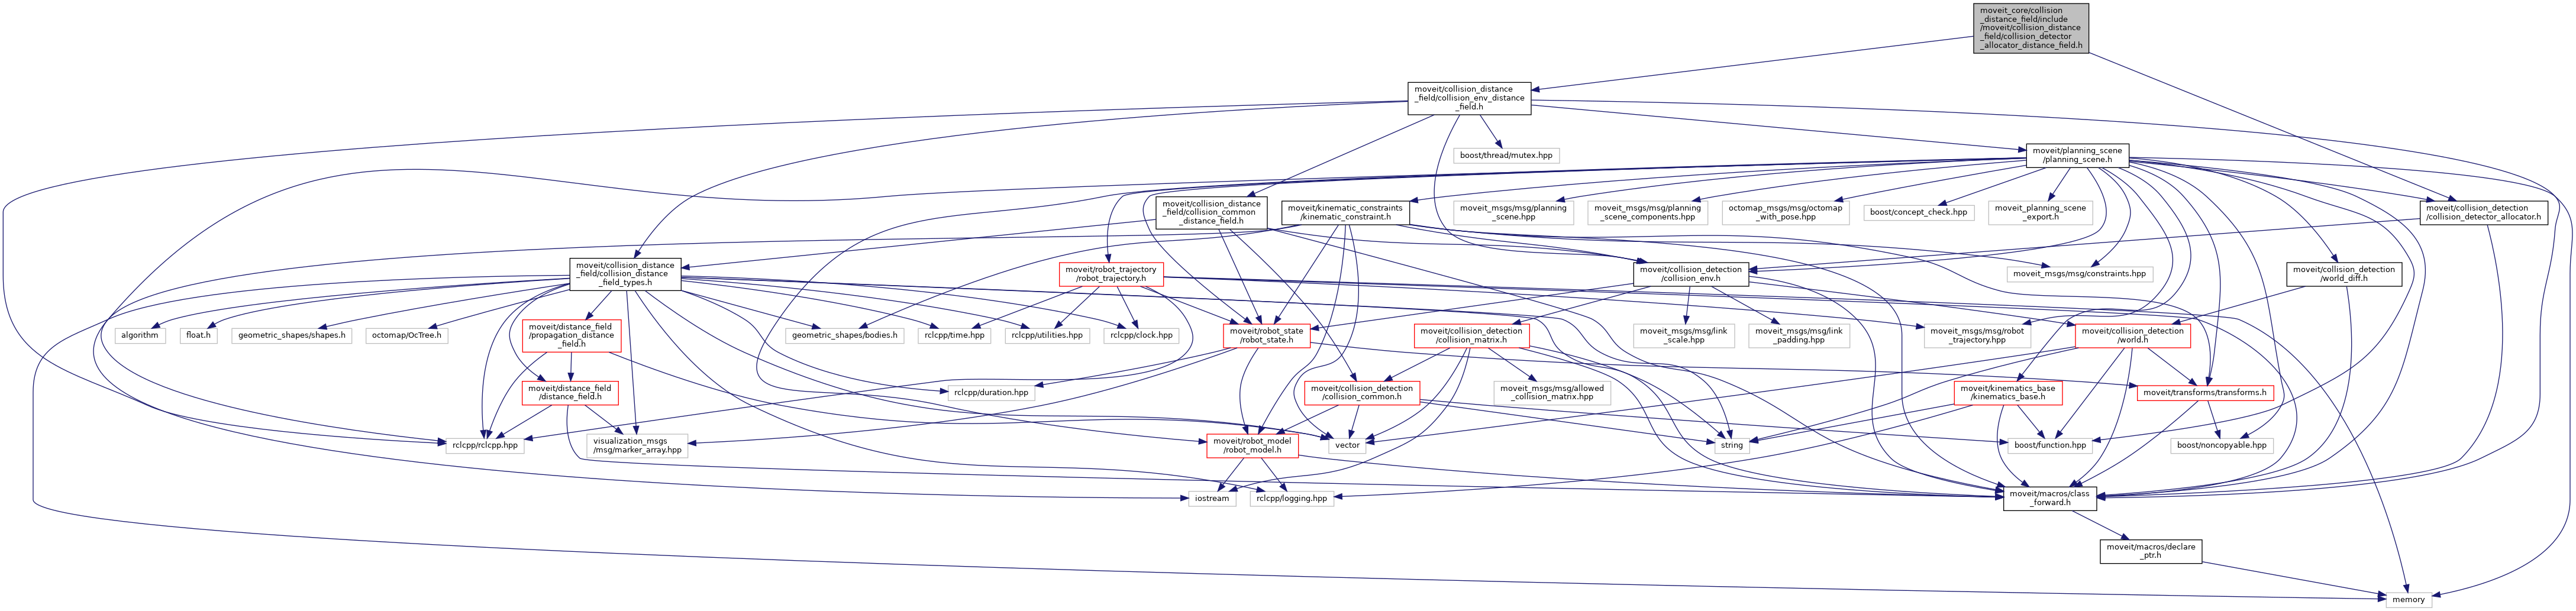 moveit_core/collision
_distance_field/include
/moveit/collision_distance
_field/collision_detector
_allocator_distance_field.h
moveit/collision_distance
_field/collision_env_distance
_field.h
boost/thread/mutex.hpp
moveit/planning_scene
/planning_scene.h
moveit/collision_distance
_field/collision_common
_distance_field.h
moveit/kinematic_constraints
/kinematic_constraint.h
moveit_msgs/msg/planning
_scene.hpp
moveit_msgs/msg/planning
_scene_components.hpp
octomap_msgs/msg/octomap
_with_pose.hpp
boost/concept_check.hpp
moveit_planning_scene
_export.h
moveit/collision_detection
/collision_detector_allocator.h
moveit/collision_distance
_field/collision_distance
_field_types.h
moveit/robot_trajectory
/robot_trajectory.h
moveit/collision_detection
/collision_env.h
moveit_msgs/msg/constraints.hpp
moveit/collision_detection
/world_diff.h
algorithm
float.h
geometric_shapes/shapes.h
octomap/OcTree.h
moveit/distance_field
/propagation_distance
_field.h
geometric_shapes/bodies.h
rclcpp/time.hpp
rclcpp/utilities.hpp
rclcpp/clock.hpp
moveit/robot_state
/robot_state.h
moveit/collision_detection
/collision_matrix.h
moveit_msgs/msg/link
_scale.hpp
moveit_msgs/msg/link
_padding.hpp
moveit_msgs/msg/robot
_trajectory.hpp
moveit/collision_detection
/world.h
moveit/distance_field
/distance_field.h
rclcpp/duration.hpp
moveit/collision_detection
/collision_common.h
moveit_msgs/msg/allowed
_collision_matrix.hpp
moveit/kinematics_base
/kinematics_base.h
moveit/transforms/transforms.h
rclcpp/rclcpp.hpp
visualization_msgs
/msg/marker_array.hpp
moveit/robot_model
/robot_model.h
vector
string
boost/function.hpp
boost/noncopyable.hpp
iostream
rclcpp/logging.hpp
moveit/macros/class
_forward.h
moveit/macros/declare
_ptr.h
memory